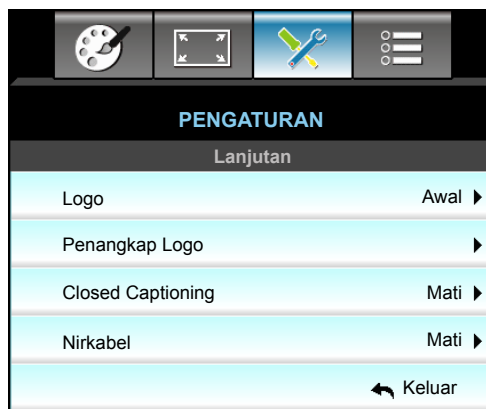 PENGATURAN
Lanjutan
Logo Awal
Penangkap Logo
Closed Captioning Mati
Nirkabel Mati
Keluar